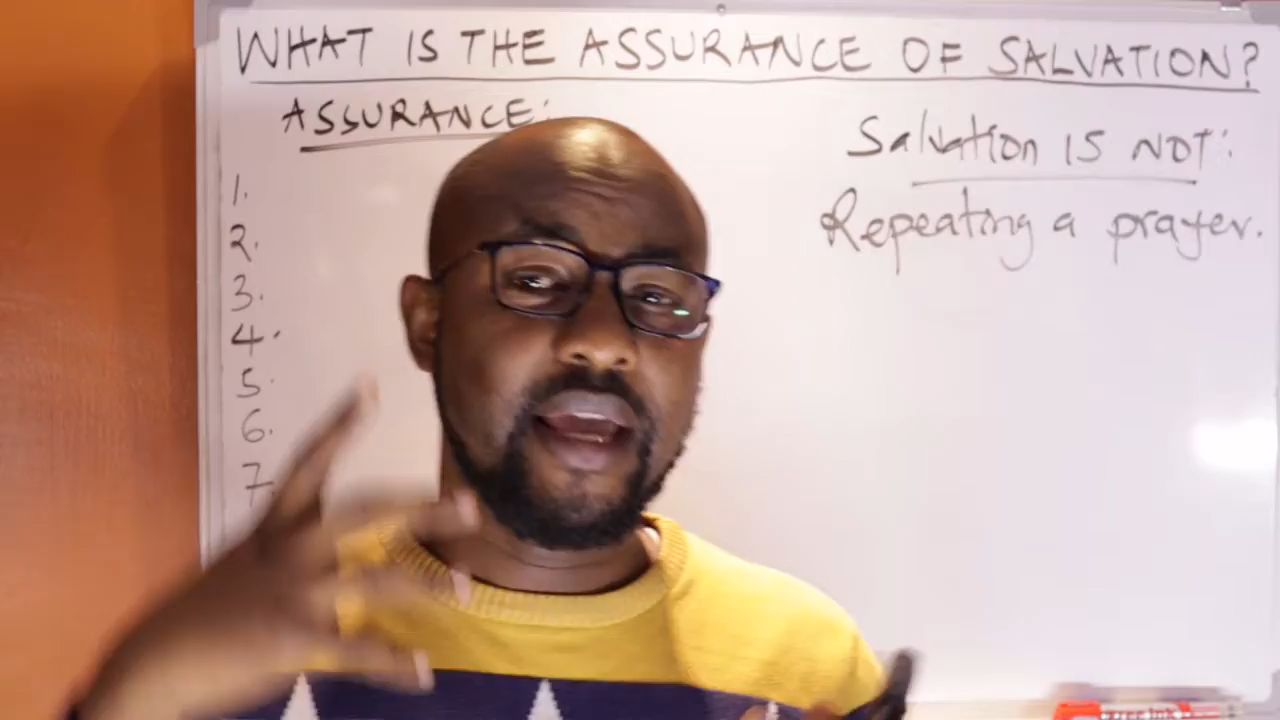 WHAT IS THE ASSURANCE OF SALVATION?
ASSURANCE:
1.
2.
3.
4.
5.
6.
7.
Salvation IS NOT:
Repeating a prayer.